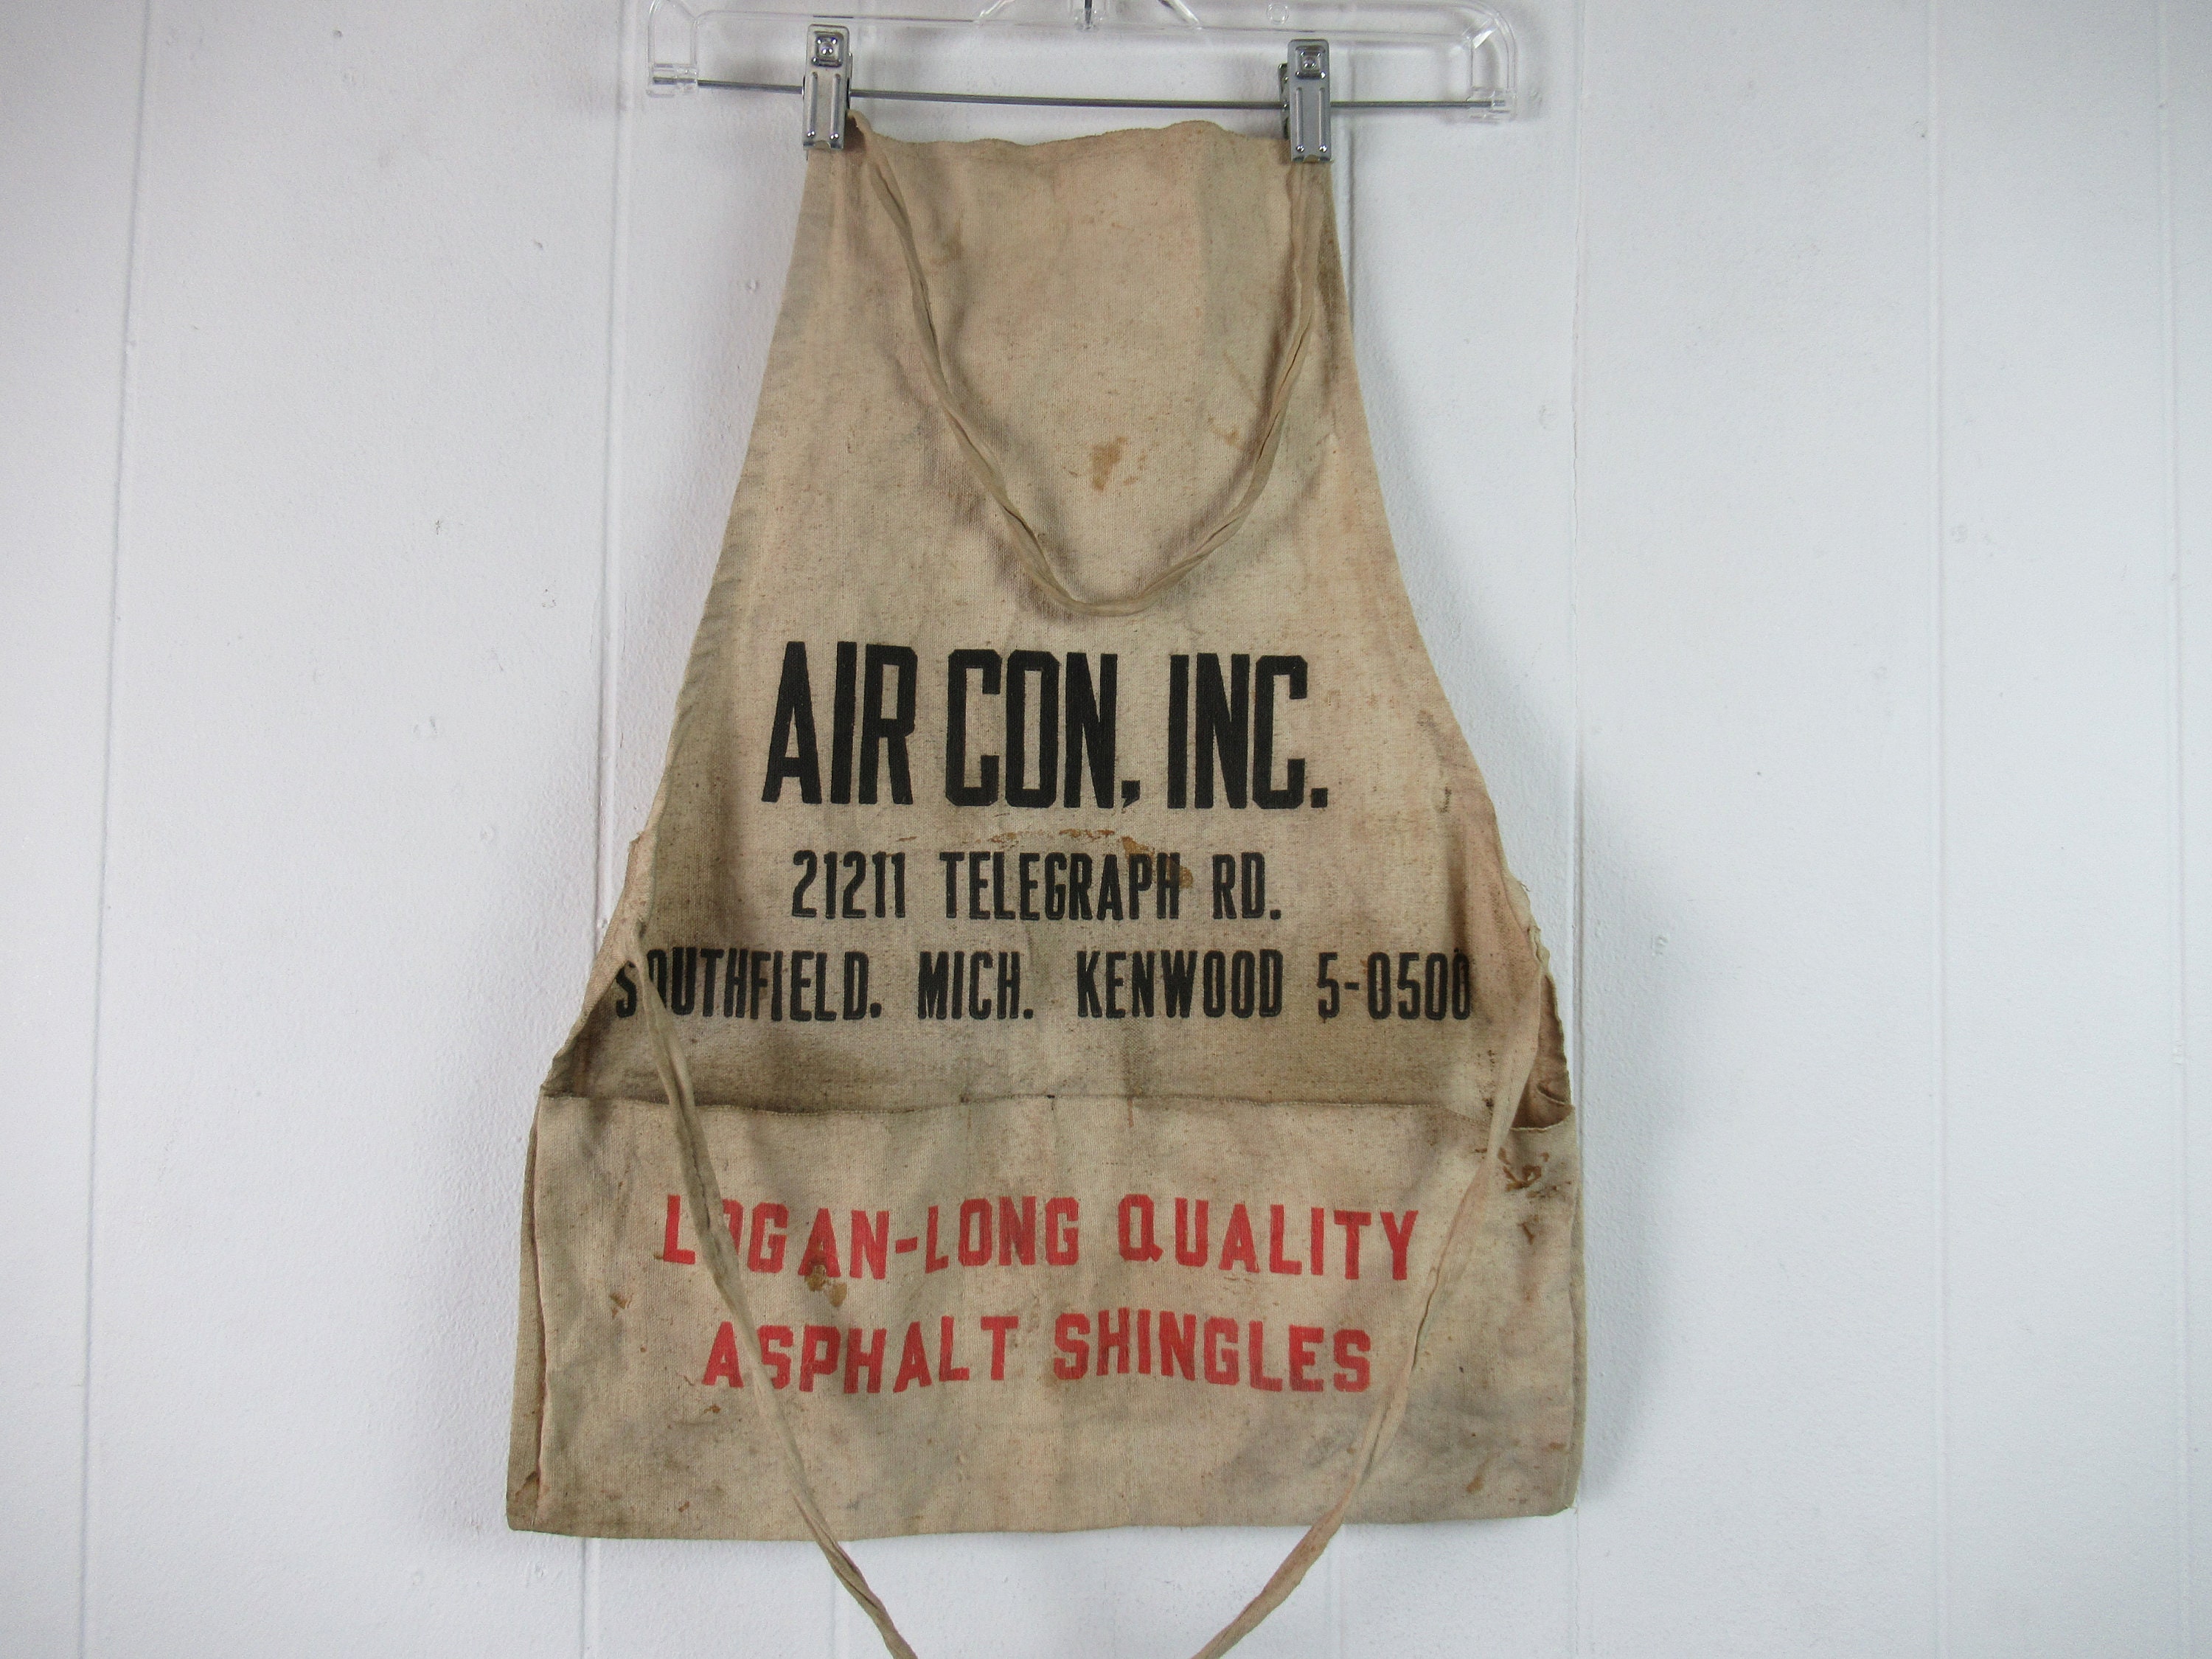 AIR CON, INC.
21211 TELEGRAPH RD.
SOUTHFIELD. MICH. KENWOOD 5-0500
LOGAN-LONG QUALITY
ASPHALT SHINGLES